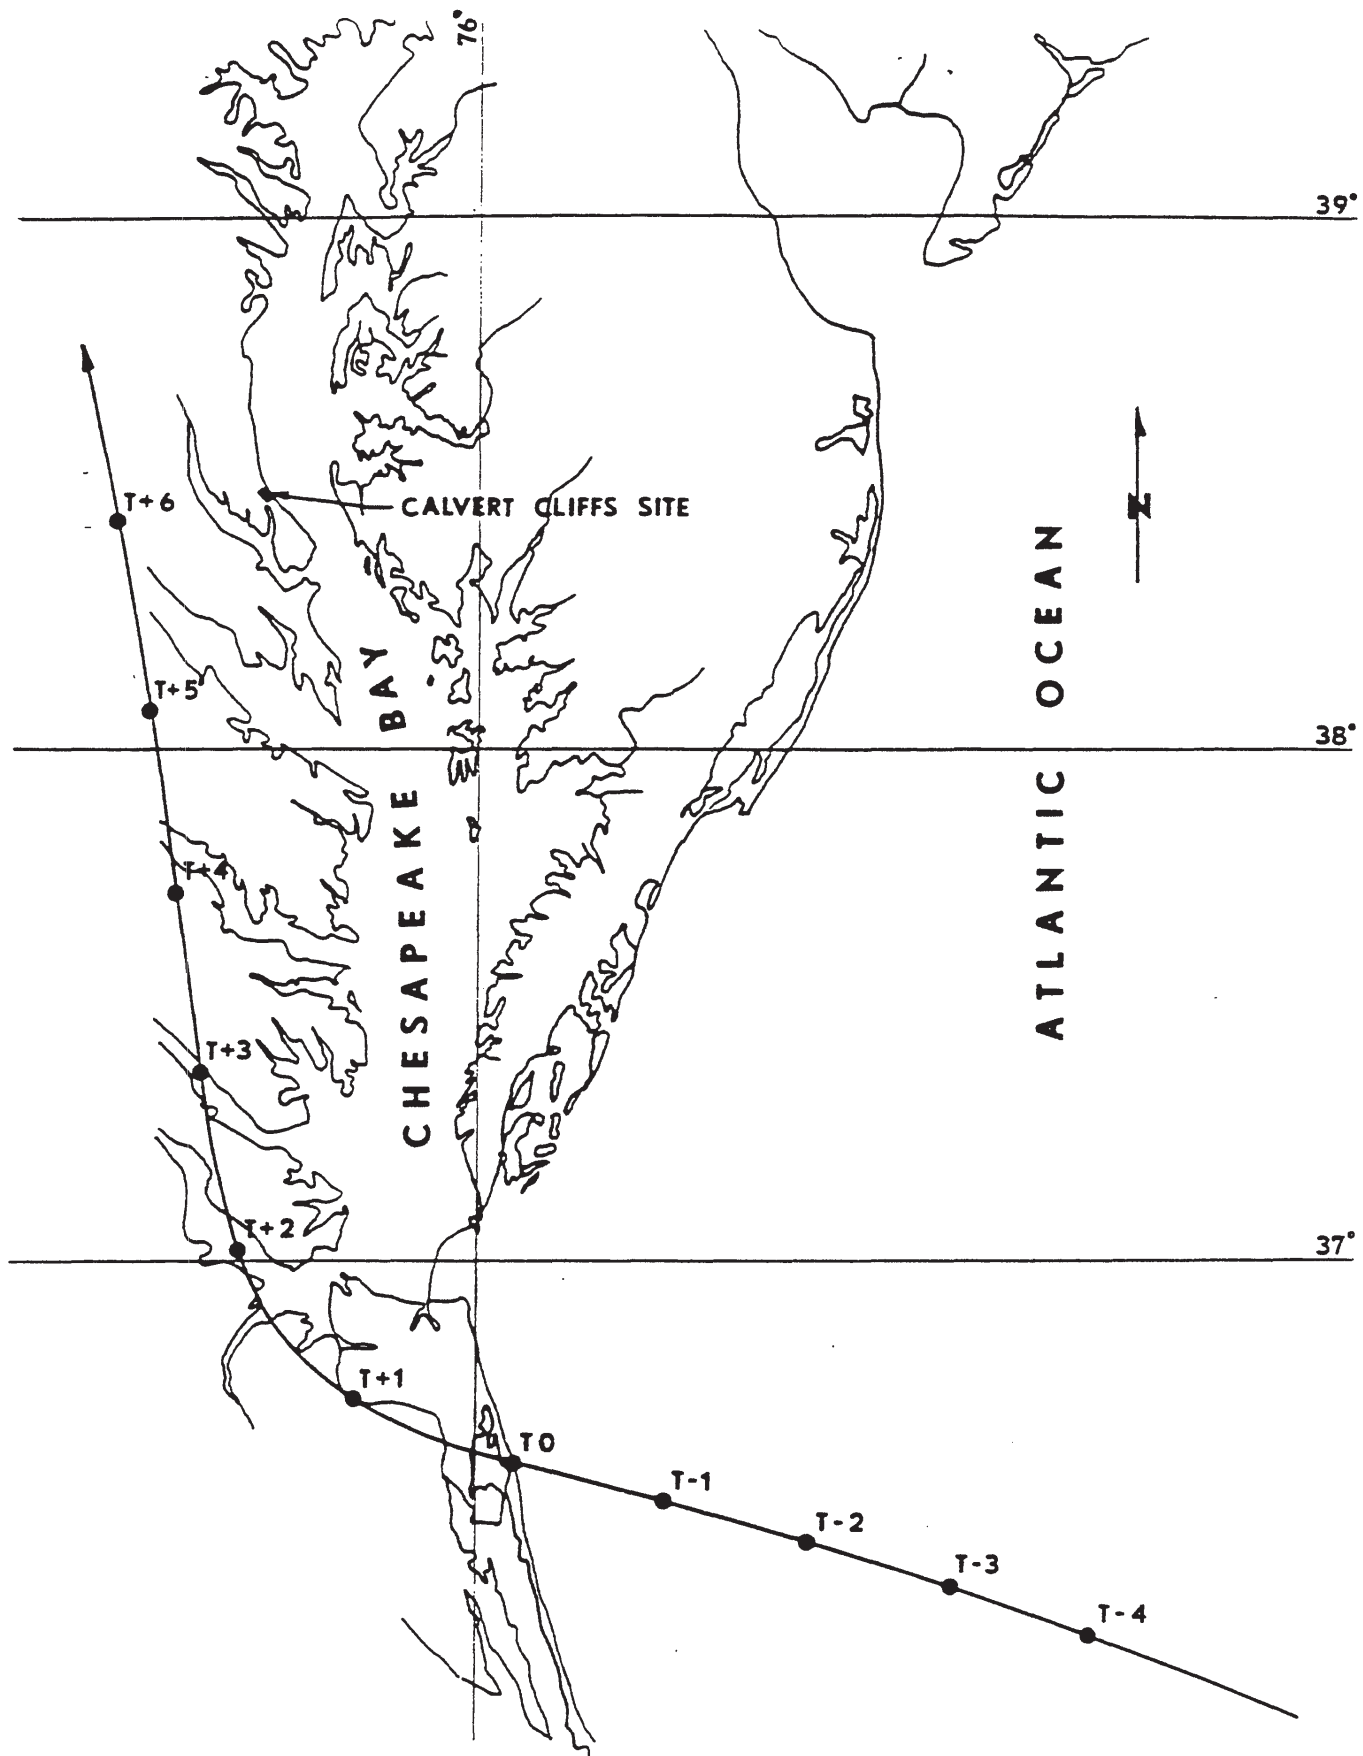 76°
39°
T+6
CALVERT CLIFFS SITE
N
ATLANTIC OCEAN
CHESAPEAKE BAY
T+5
38°
T+4
T+3
T+2
37°
T+1
T0
T-1
T-2
T-3
T-4